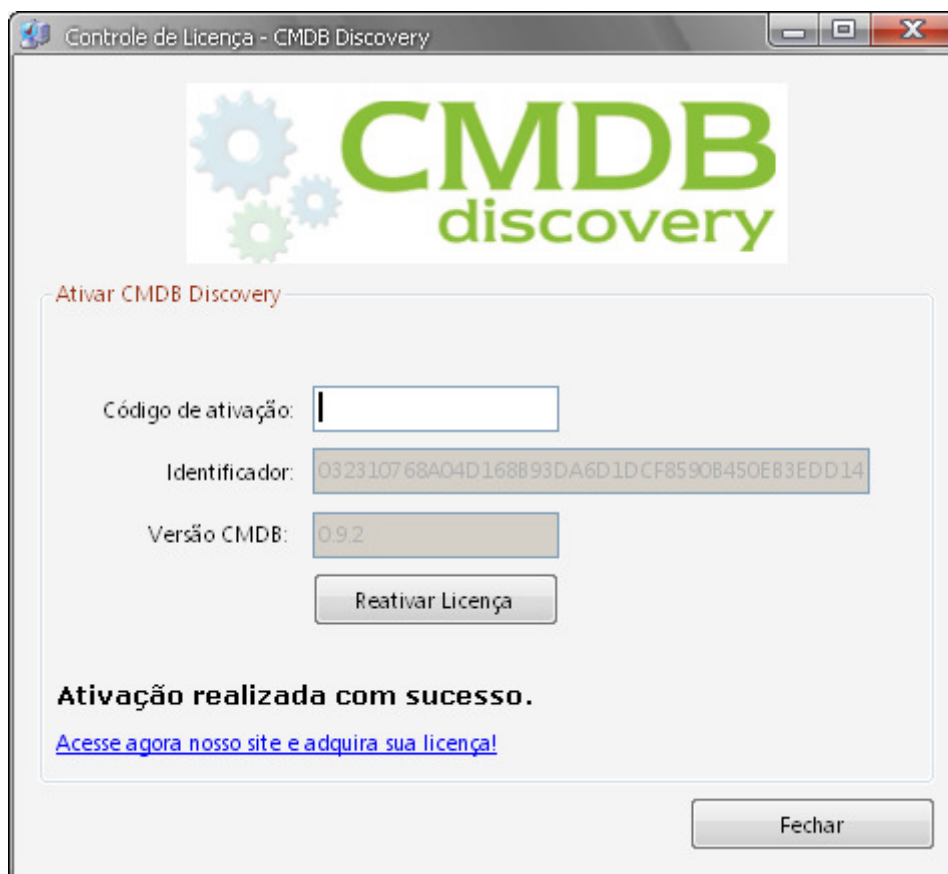 Controle de Licença - CMDB Discovery
CMDB
discovery
Ativar CMDB Discovery
Código de ativação:
Identificador: 032310768A04D168B93DA6D1DCF8590B450EB3EDD14
Versão CMDB: 0.9.2
Reativar Licença
Ativação realizada com sucesso.
Acesse agora nosso site e adquira sua licença!
Fechar